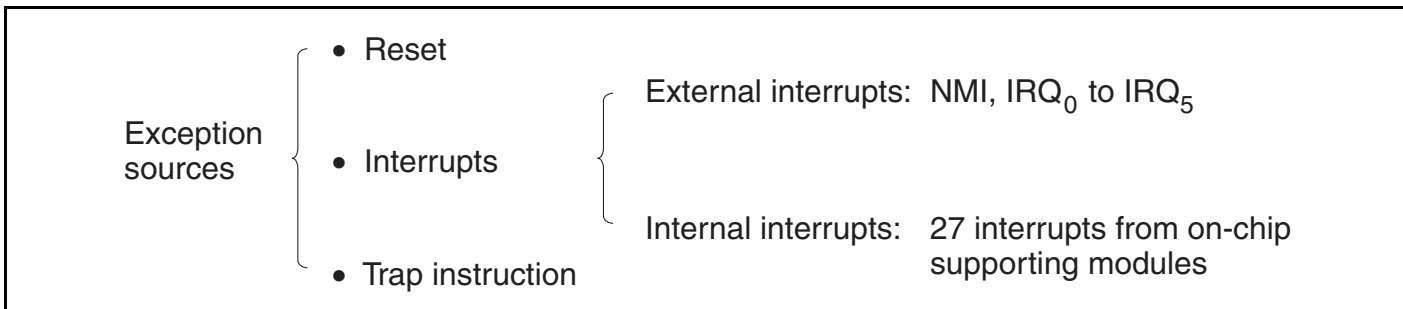 Exception
sources
• Reset
• Interrupts
• Trap instruction
External interrupts: NMI, IRQ0 to IRQ5
Internal interrupts: 27 interrupts from on-chip
supporting modules